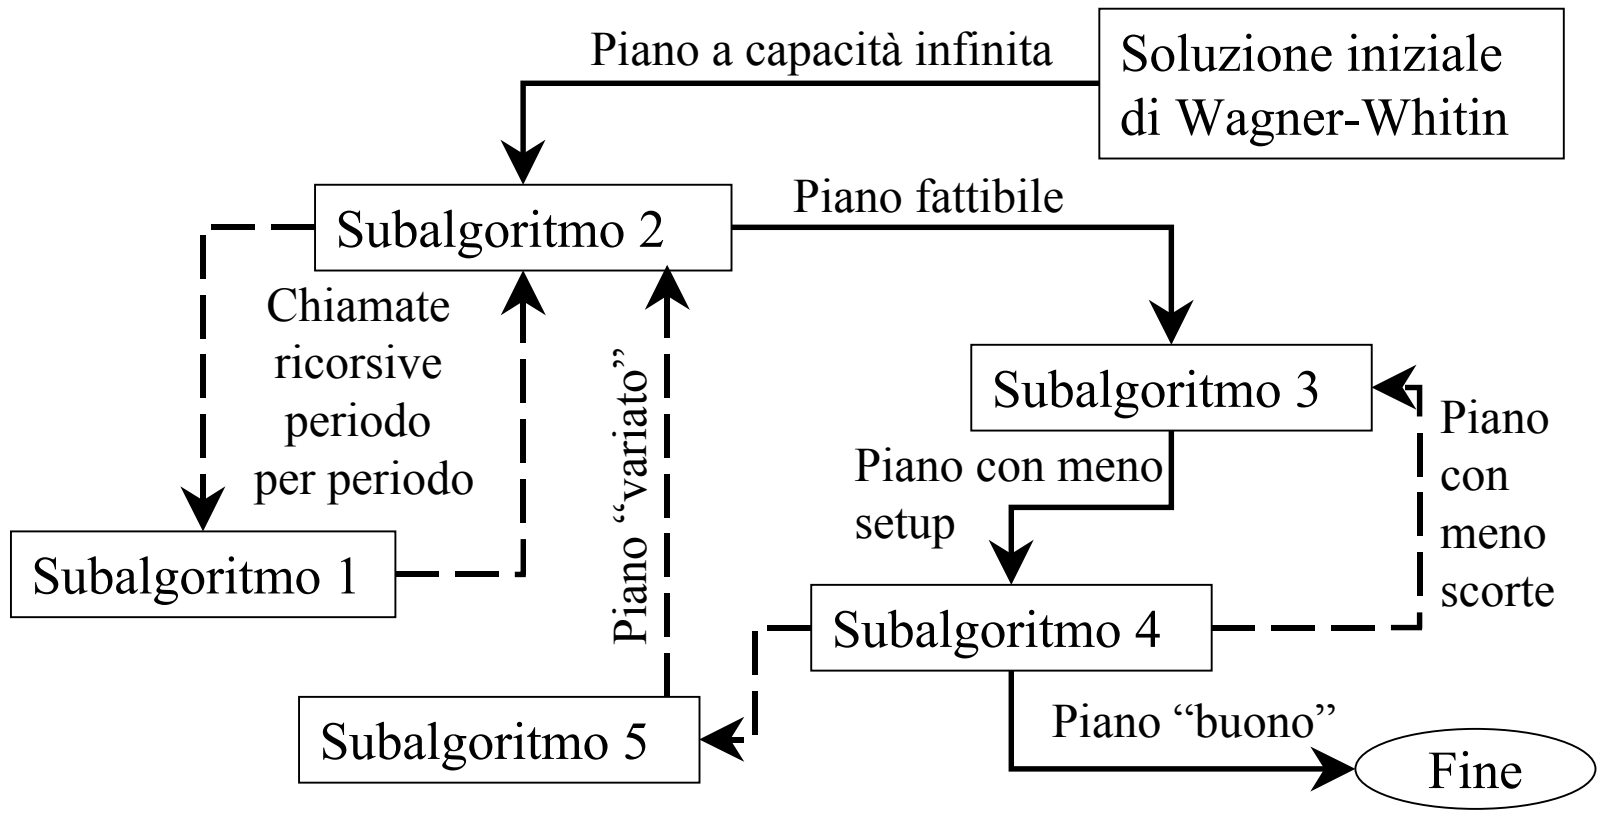 Piano a capacità infinita
Soluzione iniziale
di Wagner-Whitin
Subalgoritmo 2
Piano fattibile
Chiamate
ricorsive
periodo
per periodo
Piano “variato”
Subalgoritmo 3
Piano con meno
setup
Piano
con
meno
scorte
Subalgoritmo 1
Subalgoritmo 4
Subalgoritmo 5
Piano “buono”
Fine